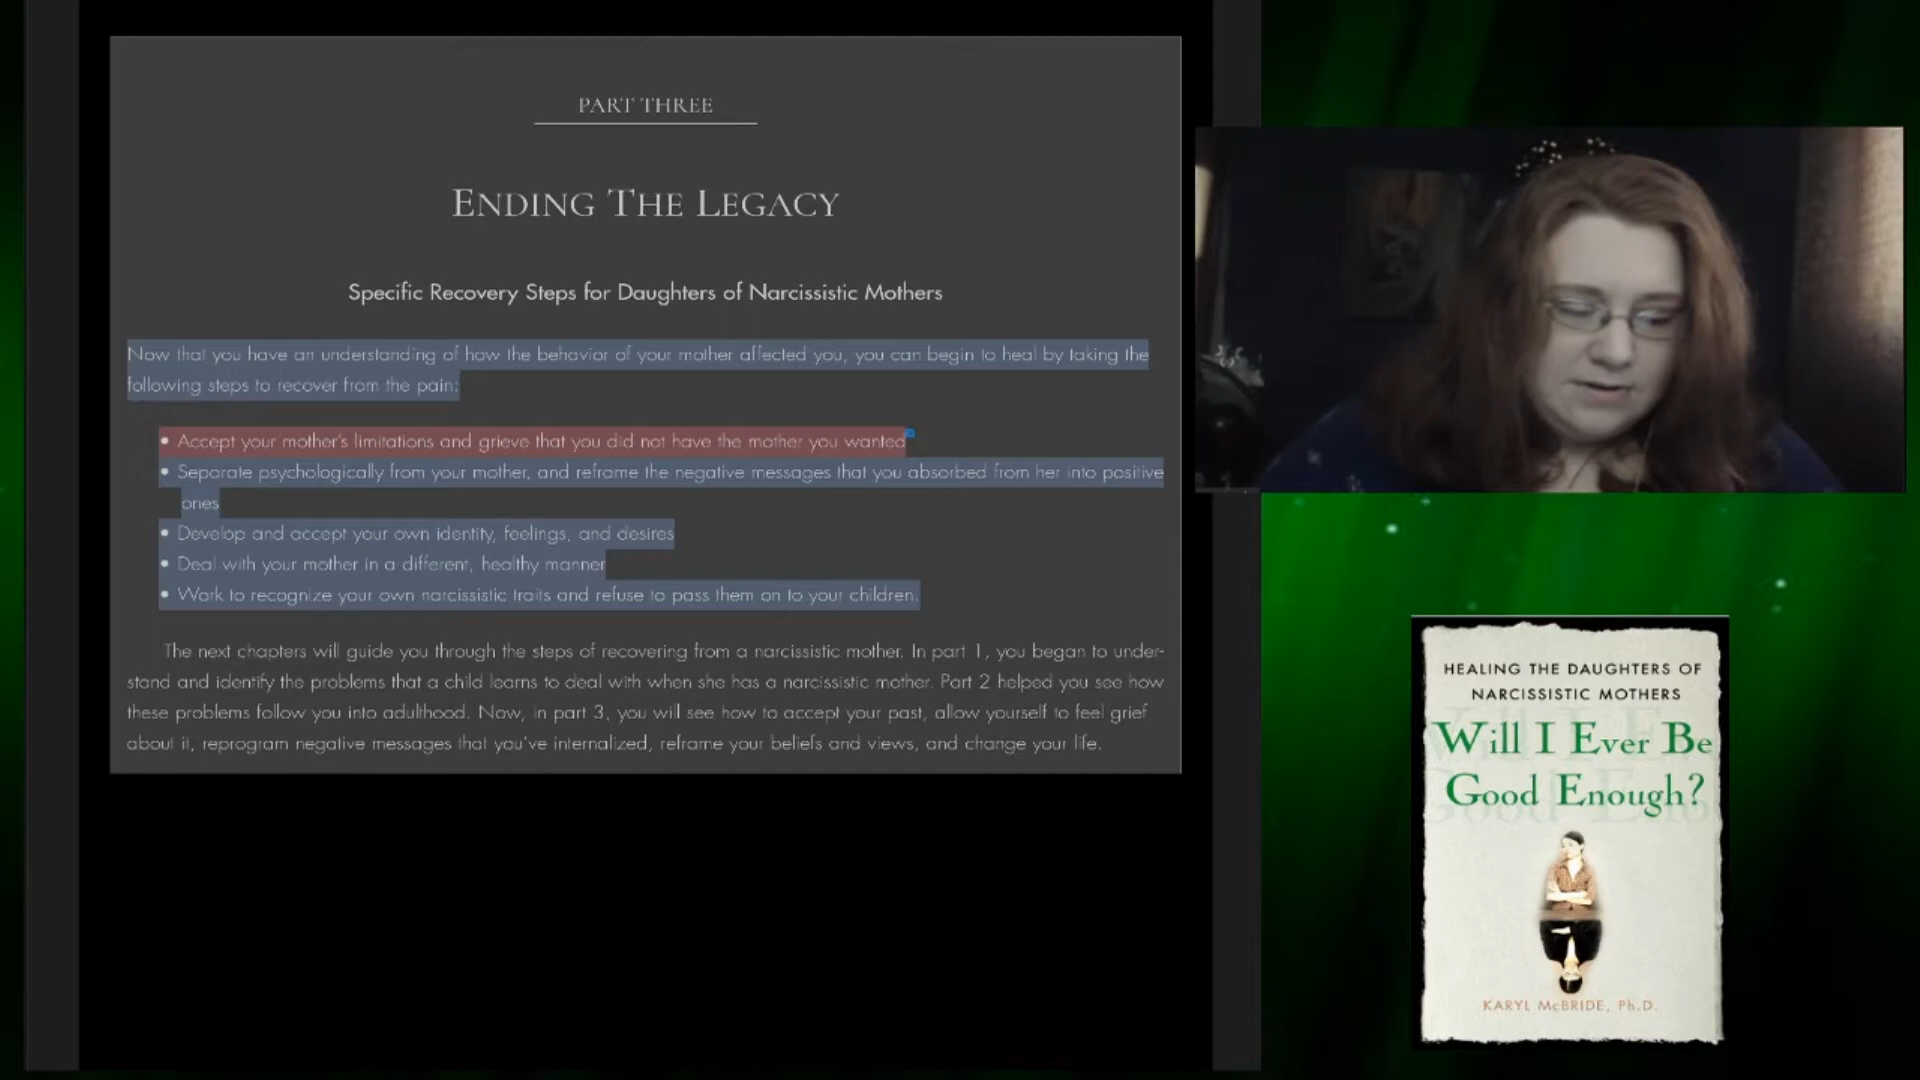 PART THREE
ENDING THE LEGACY
Specific Recovery Steps for Daughters of Narcissistic Mothers
Now that you have an understanding of how the behavior of your mother affected you, you can begin to heal by taking the
following steps to recover from the pain:
• Accept your mother's limitations and grieve that you did not have the mother you wanted
• Separate psychologically from your mother, and reframe the negative messages that you absorbed from her into positive
ones
• Develop and accept your own identity, feelings, and desires
• Deal with your mother in a different, healthy manner
• Work to recognize your own narcissistic traits and refuse to pass them on to your children.
The next chapters will guide you through the steps of recovering from a narcissistic mother. In part 1, you began to under-
stand and identify the problems that a child learns to deal with when she has a narcissistic mother. Part 2 helped you see how
these problems follow you into adulthood. Now, in part 3, you will see how to accept your past, allow yourself to feel grief
about it, reprogram negative messages that you've internalized, reframe your beliefs and views, and change your life.
HEALING THE DAUGHTERS OF
NARCISSISTIC MOTHERS
Will I Ever Be
Good Enough?
KARYL McBRIDE, Ph.D.